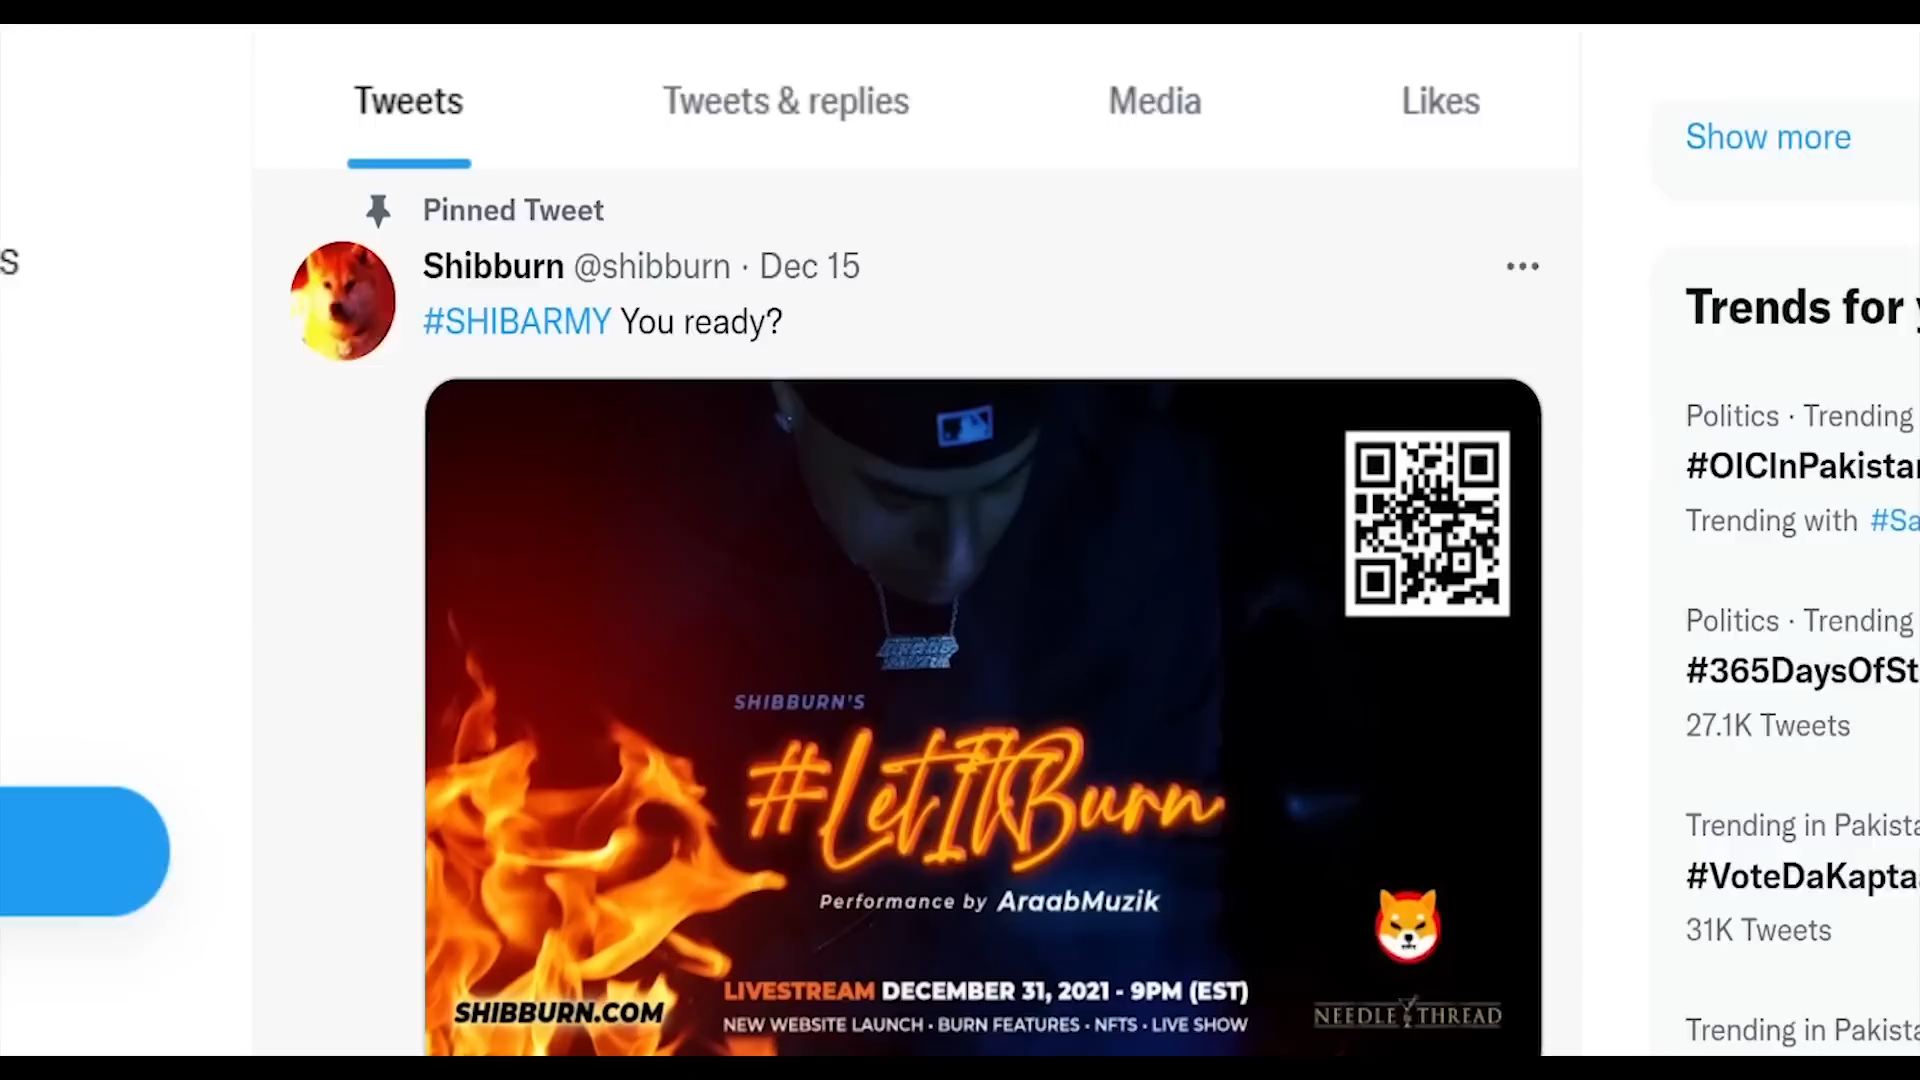 Tweets
Tweets & replies
Media
Likes
Show more
Pinned Tweet
Shibburn @shibburn · Dec 15
#SHIBARMY You ready?
S
SHIBBURN'S
#LetItBurn
Performance by AraabMuzik
LIVESTREAM DECEMBER 31, 2021 - 9PM (EST)
NEW WEBSITE LAUNCH · BURN FEATURES · NFTS · LIVE SHOW
SHIBBURN.COM
NEEDLE THREAD
Trends for
Politics · Trending
#OICInPakistan
Trending with #Sa
Politics · Trending
#365DaysOfSt
27.1K Tweets
Trending in Pakista
#VoteDaKapta
31K Tweets
Trending in Pakista